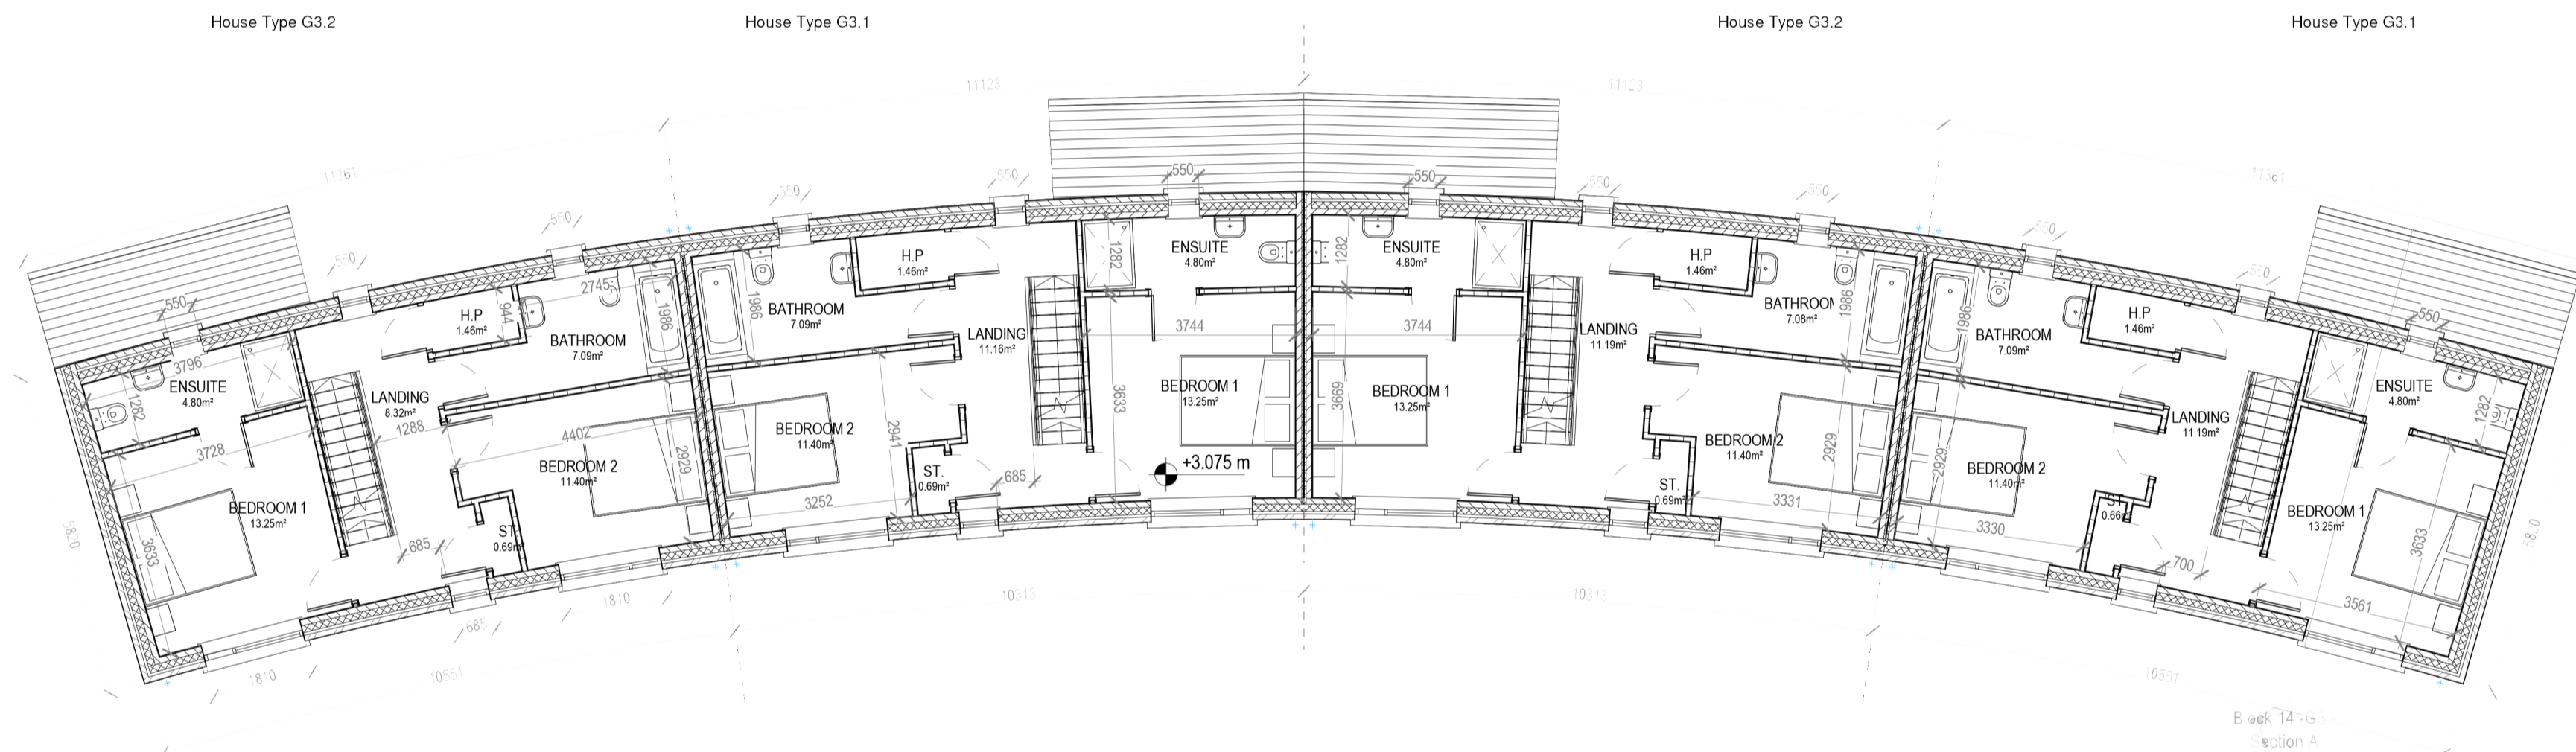 House Type G3.2
House Type G3.1
House Type G3.2
House Type G3.1
11361
11123
11123
11361
550
550
550
550
550
550
550
550
550
550
550
550
3796
ENSUITE
4.80m²
1282
3728
BEDROOM 1
13.25m²
3633
5820
LANDING
8.32m²
1288
685
H.P
1.46m²
944
2745
BATHROOM
7.09m²
1986
4402
BEDROOM 2
11.40m²
2929
ST.
0.69m²
1810
685
1810
10551
1986
BATHROOM
7.09m²
H.P
1.46m²
LANDING
11.16m²
BEDROOM 2
11.40m²
2941
3252
ST.
0.69m²
685
1282
ENSUITE
4.80m²
3744
3633
BEDROOM 1
13.25m²
+3.075 m
10313
1282
ENSUITE
4.80m²
3744
3669
BEDROOM 1
13.25m²
LANDING
11.19m²
H.P
1.46m²
BATHROOM
7.08m²
1986
BEDROOM 2
11.40m²
2929
ST.
0.69m²
3331
10313
1986
BATHROOM
7.09m²
H.P
1.46m²
2929
BEDROOM 2
11.40m²
3330
ST.
0.66m²
LANDING
11.19m²
700
ENSUITE
4.80m²
1282
BEDROOM 1
13.25m²
3633
3561
10551
Block 14 -G3
Section A